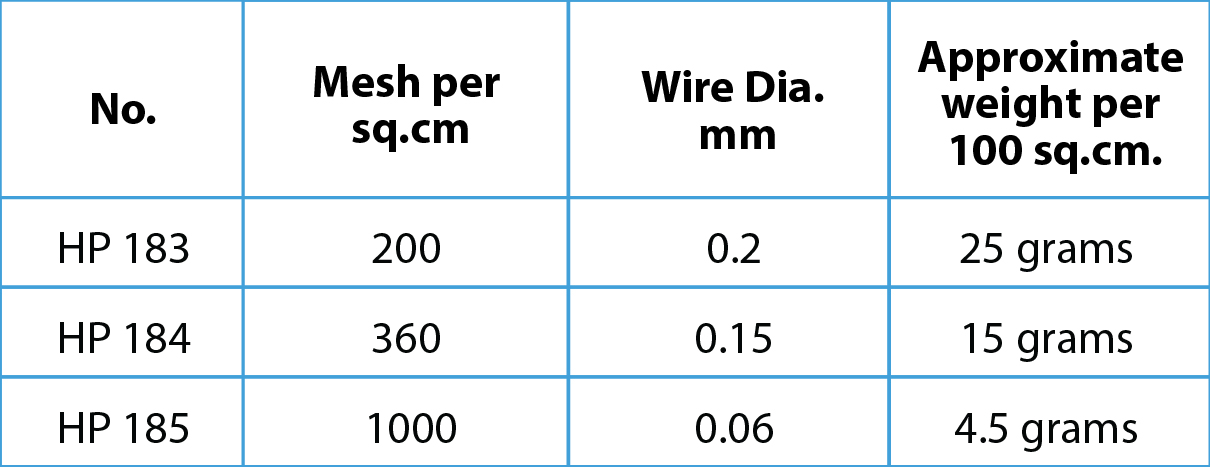 No.
Mesh per
sq.cm
Wire Dia.
mm
Approximate
weight per
100 sq.cm.
HP 183 200 0.2 25 grams
HP 184 360 0.15 15 grams
HP 185 1000 0.06 4.5 grams